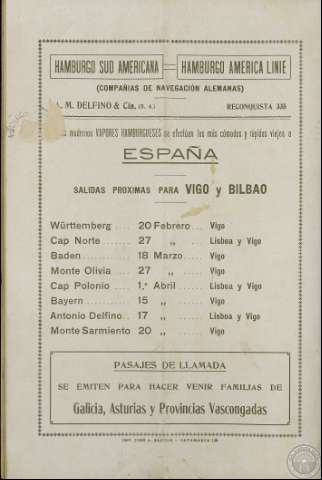 HAMBURGO SUD AMERICANA — HAMBURGO AMERICA LINIE
(COMPAÑIAS DE NAVEGACIÓN ALEMANAS)
A. M. DELFINO & Cía. (S. A.) RECONQUISTA 333
modernos VAPORES HAMBURGUESES se efectúan los más cómodos y rápidos viajes a
ESPAÑA
SALIDAS PROXIMAS PARA VIGO y BILBAO
Württemberg .... 20 Febrero .... Vigo
Cap Norte ....... 27 „ .... Lisboa y Vigo
Baden ........... 18 Marzo .... Vigo
Monte Olivia .... 27 „ .... Vigo
Cap Polonio .... 1.º Abril ..... Lisboa y Vigo
Bayern .......... 15 „ .... Vigo
Antonio Delfino . 17 „ .... Lisboa y Vigo
Monte Sarmiento 20 „ .... Vigo
PASAJES DE LLAMADA
SE EMITEN PARA HACER VENIR FAMILIAS DE
Galicia, Asturias y Provincias Vascongadas